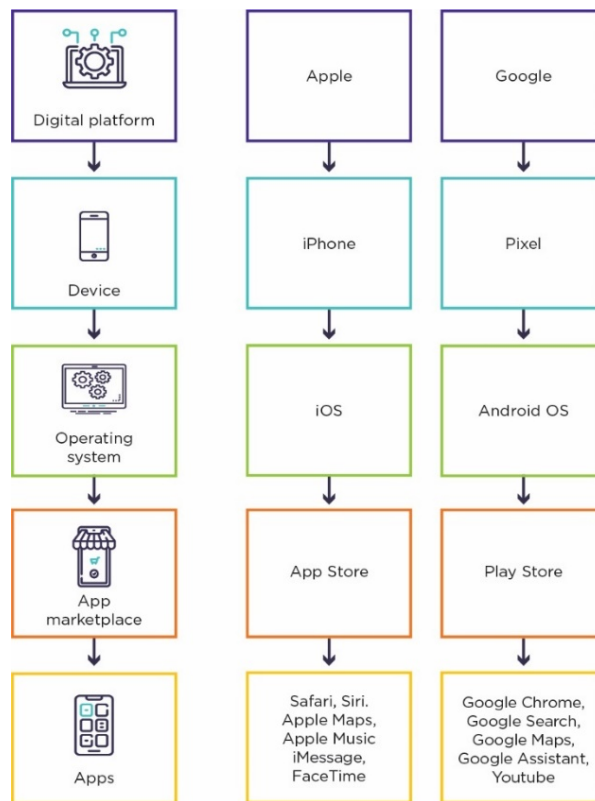 Digital platform
Apple
Google
Device
iPhone
Pixel
Operating
system
iOS
Android OS
App
marketplace
App Store
Play Store
Apps
Safari, Siri.
Apple Maps,
Apple Music
iMessage,
FaceTime
Google Chrome,
Google Search,
Google Maps,
Google Assistant,
Youtube